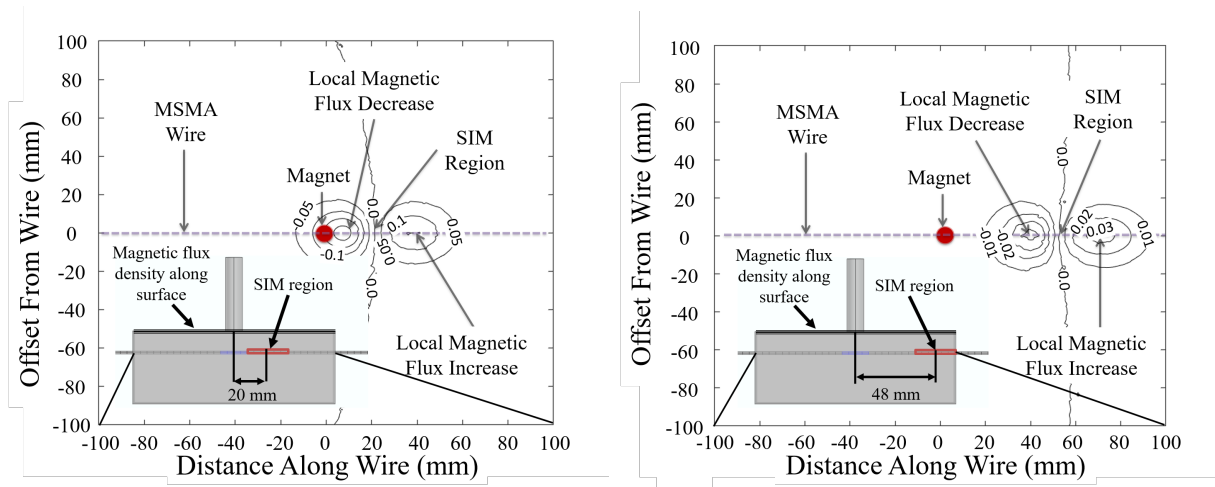 100
80
60
40
20
0
-20
-40
-60
-80
-100
Offset From Wire (mm)
-100 -80 -60 -40 -20 0 20 40 60 80 100
Distance Along Wire (mm)
MSMA
Wire
Local Magnetic
Flux Decrease
SIM
Region
Magnet
-0.05
0.0
0.1
0.05
-0.1
0.05
0.0
Magnetic flux
density along
surface
SIM region
20 mm
Local Magnetic
Flux Increase
100
80
60
40
20
0
-20
-40
-60
-80
-100
Offset From Wire (mm)
-100 -80 -60 -40 -20 0 20 40 60 80 100
Distance Along Wire (mm)
MSMA
Wire
Local Magnetic
Flux Decrease
SIM
Region
Magnet
0.0
-0.02
-0.01
0.02
0.03
0.01
0.0
Magnetic flux
density along
surface
SIM region
48 mm
Local Magnetic
Flux Increase